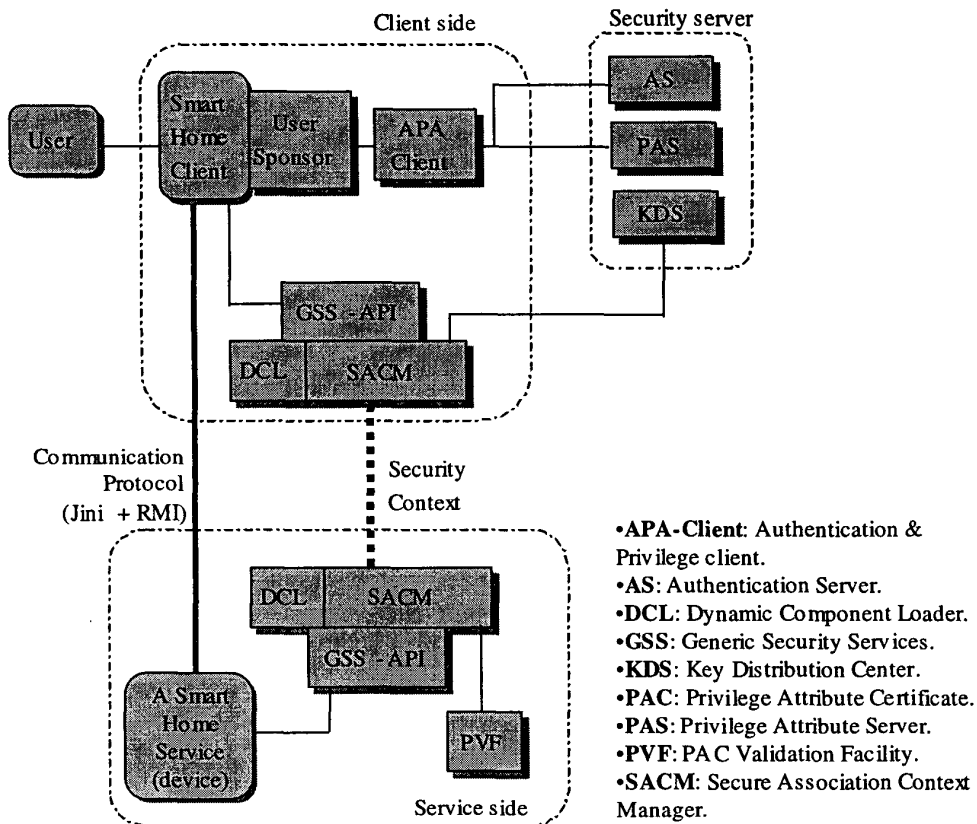 Client side
Security server
User
Smart
Home
Client
User
Sponsor
APA
Client
AS
PAS
KDS
GSS - API
DCL
SACM
Communication
Protocol
(Jini + RMI)
Security
Context
DCL
SACM
GSS - API
A Smart
Home
Service
(device)
PVF
Service side
•APA-Client: Authentication &
Privilege client.
•AS: Authentication Server.
•DCL: Dynamic Component Loader.
•GSS: Generic Security Services.
•KDS: Key Distribution Center.
•PAC: Privilege Attribute Certificate.
•PAS: Privilege Attribute Server.
•PVF: PAC Validation Facility.
•SACM: Secure Association Context
Manager.